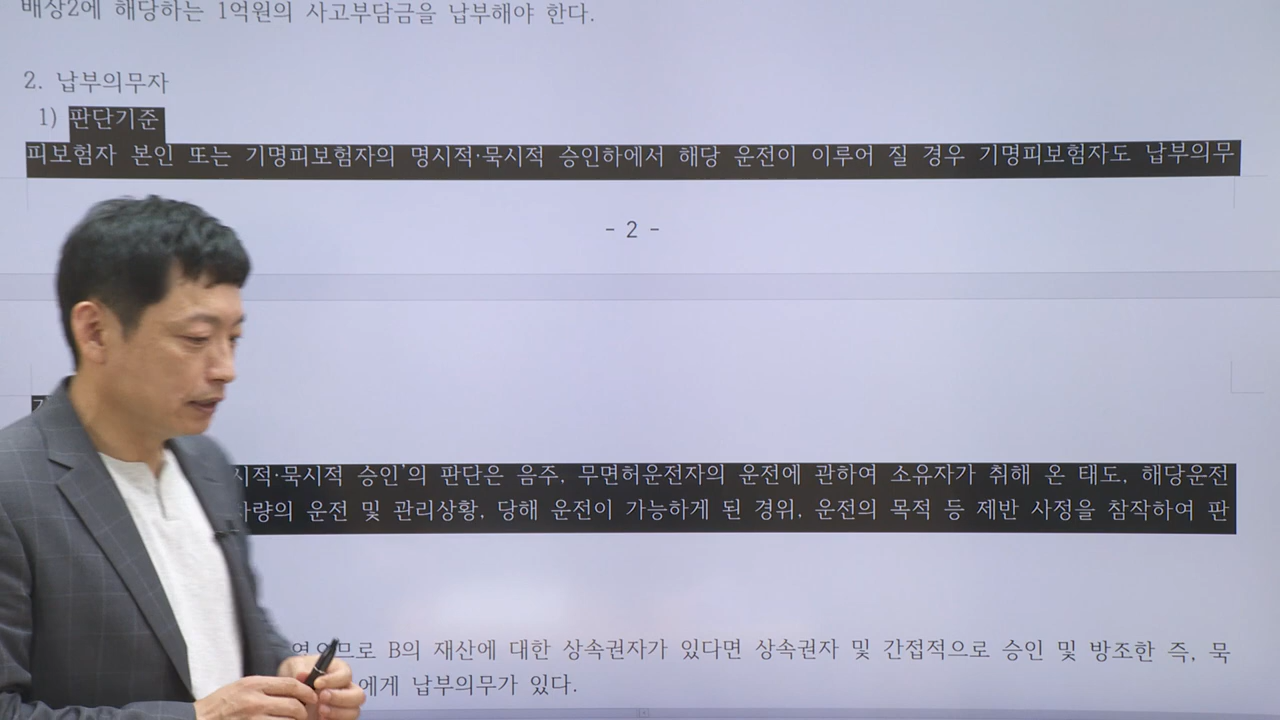 배상2에 해당하는 1억원의 사고부담금을 납부해야 한다.
2. 납부의무자
1) 판단기준
피보험자 본인 또는 기명피보험자의 명시적·묵시적 승인하에서 해당 운전이 이루어 질 경우 기명피보험자도 납부의무
- 2 -
시적·묵시적 승인'의 판단은 음주, 무면허운전자의 운전에 관하여 소유자가 취해 온 태도, 해당운전
차량의 운전 및 관리상황, 당해 운전이 가능하게 된 경위, 운전의 목적 등 제반 사정을 참작하여 판
B의 재산에 대한 상속권자가 있다면 상속권자 및 간접적으로 승인 및 방조한 즉, 묵
에게 납부의무가 있다.